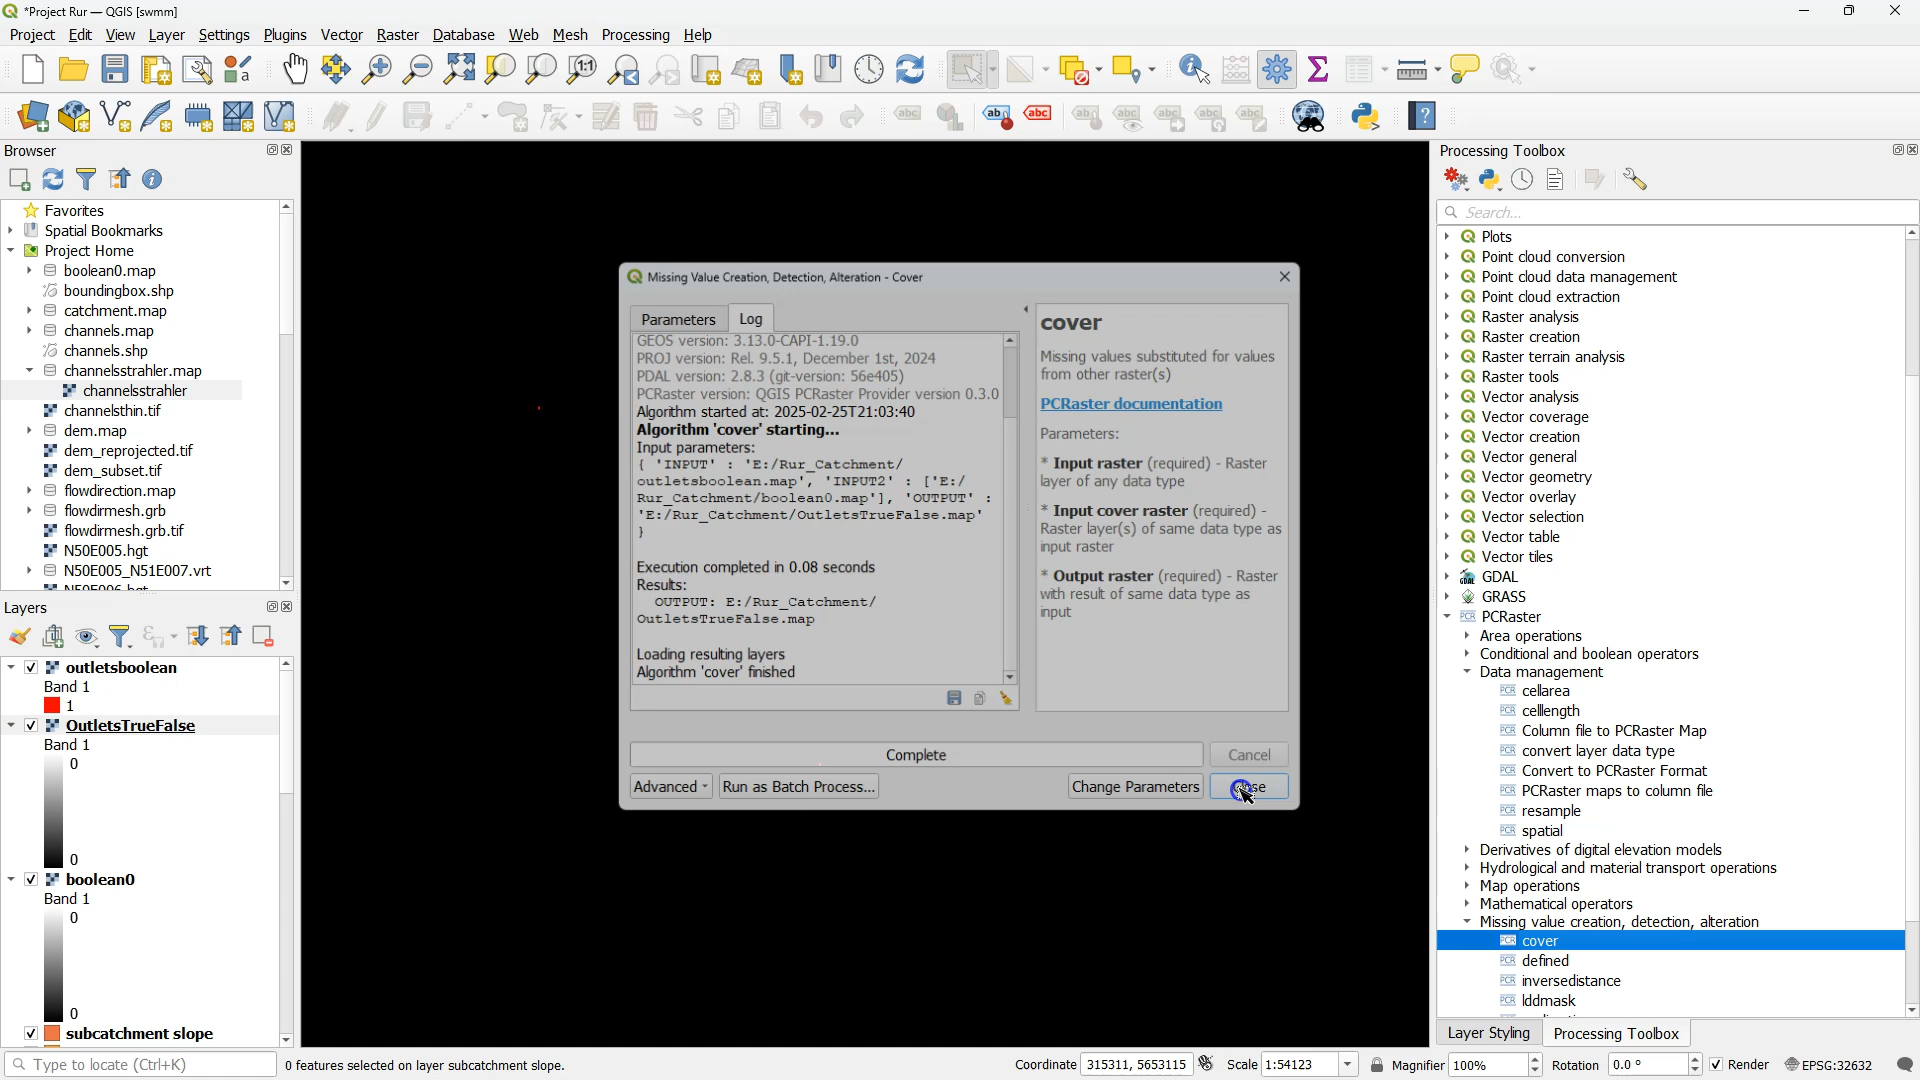 *Project Rur — QGIS [swmm]
Project Edit View Layer Settings Plugins Vector Raster Database Web Mesh Processing Help
Browser
Favorites
Spatial Bookmarks
Project Home
boolean0.map
boundingbox.shp
catchment.map
channels.map
channels.shp
channelsstrahler.map
channelsstrahler
channelsthin.tif
dem.map
dem_reprojected.tif
dem_subset.tif
flowdirection.map
flowdirmesh.grb
flowdirmesh.grb.tif
N50E005.hgt
N50E005_N51E007.vrt
Layers
outletsboolean
Band 1
1
OutletsTrueFalse
Band 1
0
0
boolean0
Band 1
0
0
subcatchment slope
Missing Value Creation, Detection, Alteration - Cover
Parameters Log
GEOS version: 3.13.0-CAPI-1.19.0
PROJ version: Rel. 9.5.1, December 1st, 2024
PDAL version: 2.8.3 (git-version: 56e405)
PCRaster version: QGIS PCRaster Provider version 0.3.0
Algorithm started at: 2025-02-25T21:03:40
Algorithm 'cover' starting…
Input parameters:
{ 'INPUT' : 'E:/Rur_Catchment/
outletsboolean.map', 'INPUT2' : ['E:/
Rur_Catchment/boolean0.map'], 'OUTPUT' :
'E:/Rur_Catchment/OutletsTrueFalse.map'
}
Execution completed in 0.08 seconds
Results:
OUTPUT: E:/Rur_Catchment/
OutletsTrueFalse.map
Loading resulting layers
Algorithm 'cover' finished
cover
Missing values substituted for values
from other raster(s)
PCRaster documentation
Parameters:
* Input raster (required) - Raster
layer of any data type
* Input cover raster (required) -
Raster layer(s) of same data type as
input raster
* Output raster (required) - Raster
with result of same data type as
input
Complete Cancel
Advanced Run as Batch Process… Change Parameters
Processing Toolbox
Search...
Plots
Point cloud conversion
Point cloud data management
Point cloud extraction
Raster analysis
Raster creation
Raster terrain analysis
Raster tools
Vector analysis
Vector coverage
Vector creation
Vector general
Vector geometry
Vector overlay
Vector selection
Vector table
Vector tiles
GDAL
GRASS
PCRaster
Area operations
Conditional and boolean operators
Data management
cellarea
celllength
Column file to PCRaster Map
convert layer data type
Convert to PCRaster Format
PCRaster maps to column file
resample
spatial
Derivatives of digital elevation models
Hydrological and material transport operations
Map operations
Mathematical operators
Missing value creation, detection, alteration
cover
defined
inversedistance
lddmask
Layer Styling Processing Toolbox
Type to locate (Ctrl+K) 0 features selected on layer subcatchment slope. Coordinate 315311, 5653115 Scale 1:54123 Magnifier 100% Rotation 0.0 ° Render EPSG:32632